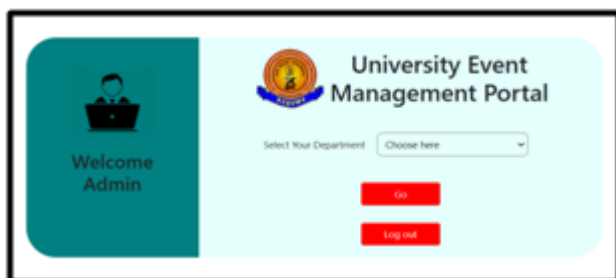 Welcome
Admin
University Event
Management Portal
Select Your Department
Choose here
Go
Log out